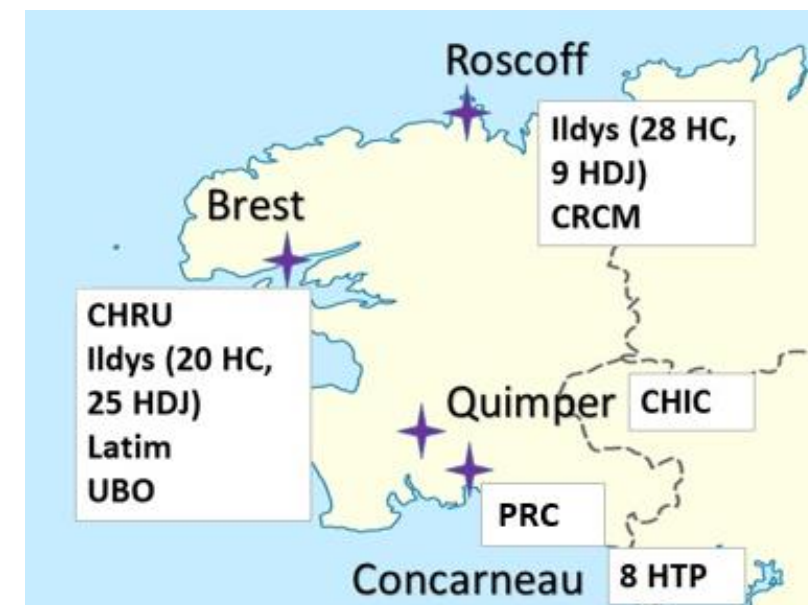 Roscoff
Ildys (28 HC,
9 HDJ)
CRCM
Brest
CHRU
Ildys (20 HC,
25 HDJ)
Latim
UBO
Quimper
CHIC
PRC
Concarneau
8 HTP